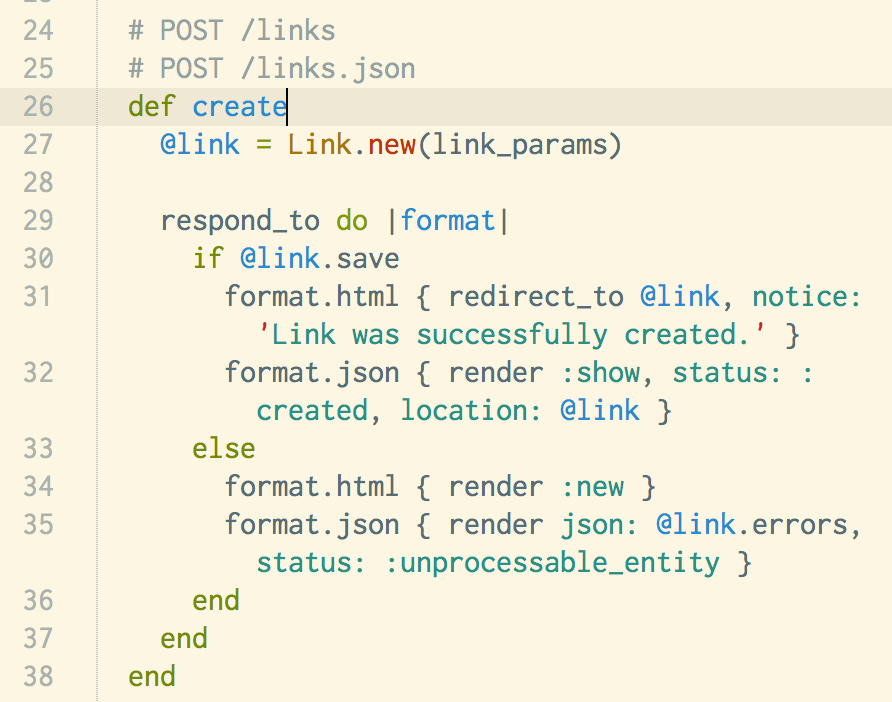 24 # POST /links
25 # POST /links.json
26 def create
27 @link = Link.new(link_params)
28
29 respond_to do |format|
30 if @link.save
31 format.html { redirect_to @link, notice:
'Link was successfully created.' }
32 format.json { render :show, status: :
created, location: @link }
33 else
34 format.html { render :new }
35 format.json { render json: @link.errors,
status: :unprocessable_entity }
36 end
37 end
38 end